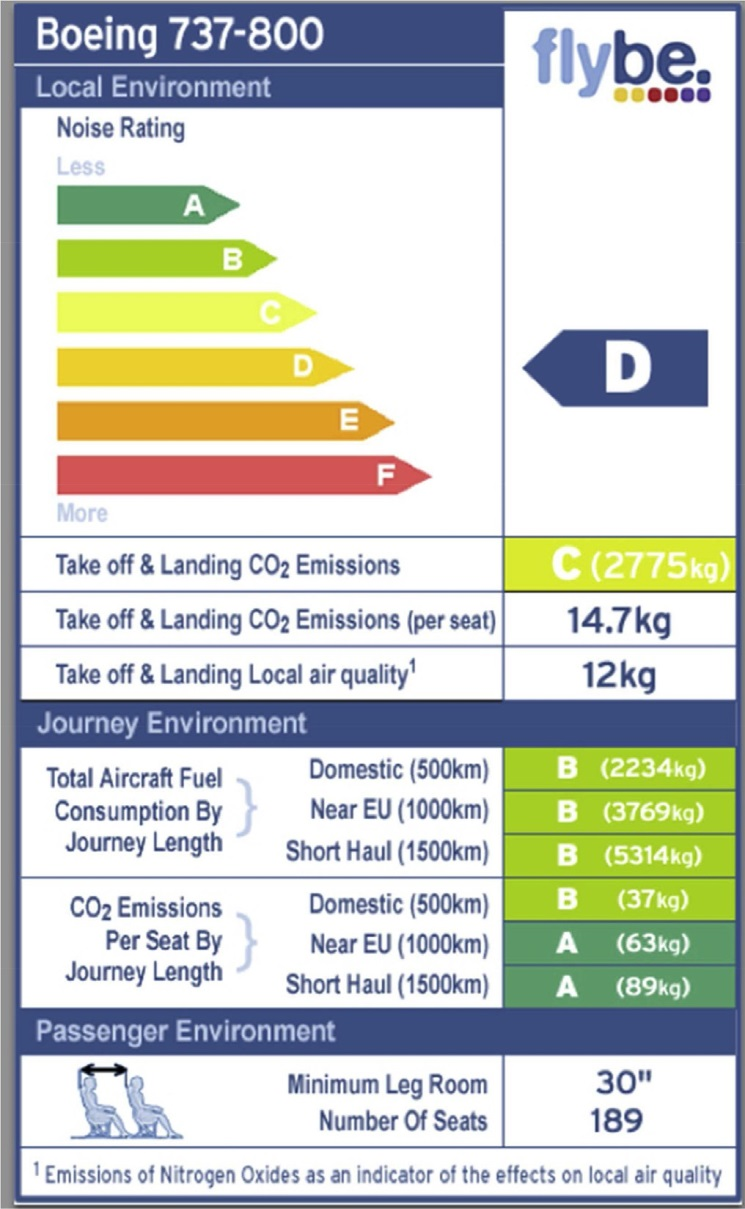 Boeing 737-800
flybe.
Local Environment
Noise Rating
Less
A
B
C
D
D
E
F
More
Take off & Landing CO₂ Emissions C (2775kg)
Take off & Landing CO₂ Emissions (per seat) 14.7kg
Take off & Landing Local air quality¹ 12kg
Journey Environment
Total Aircraft Fuel
Consumption By
Journey Length
Domestic (500km) B (2234kg)
Near EU (1000km) B (3769kg)
Short Haul (1500km) B (5314kg)
CO₂ Emissions
Per Seat By
Journey Length
Domestic (500km) B (37kg)
Near EU (1000km) A (63kg)
Short Haul (1500km) A (89kg)
Passenger Environment
Minimum Leg Room 30"
Number Of Seats 189
¹ Emissions of Nitrogen Oxides as an indicator of the effects on local air quality